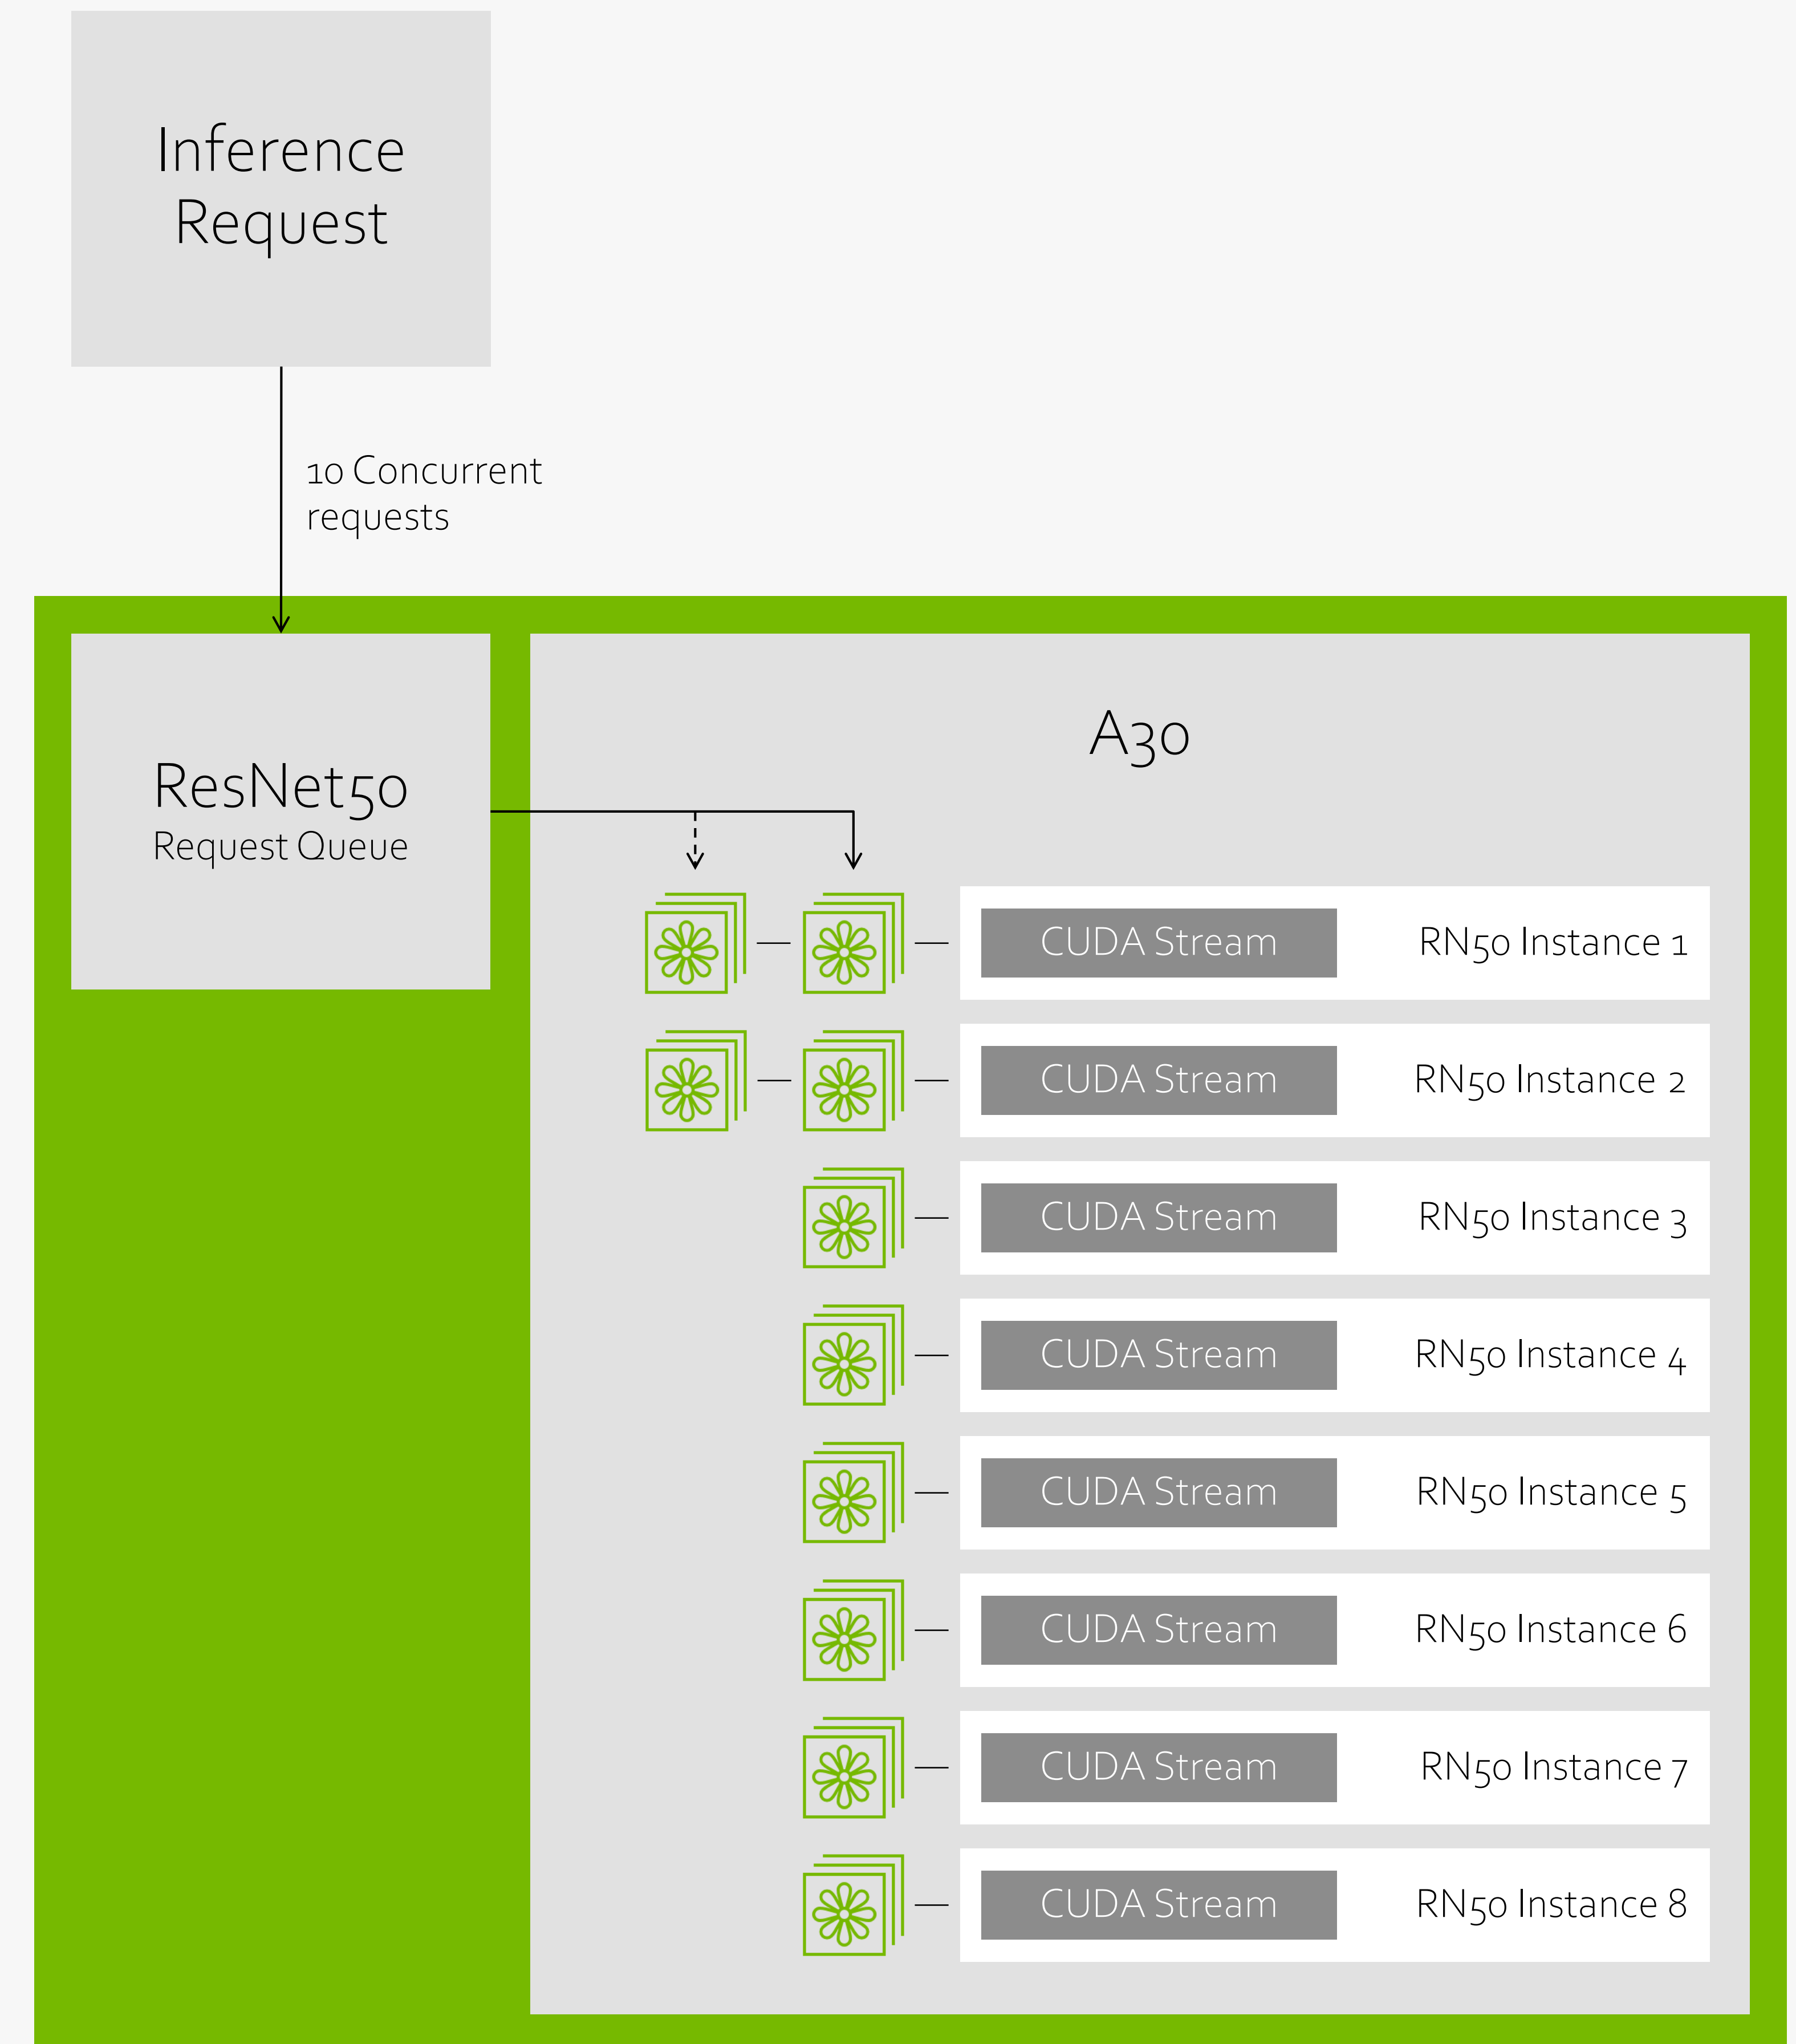 Inference
Request
10 Concurrent
requests
ResNet50
Request Queue
A30
CUDA Stream RN50 Instance 1
CUDA Stream RN50 Instance 2
CUDA Stream RN50 Instance 3
CUDA Stream RN50 Instance 4
CUDA Stream RN50 Instance 5
CUDA Stream RN50 Instance 6
CUDA Stream RN50 Instance 7
CUDA Stream RN50 Instance 8